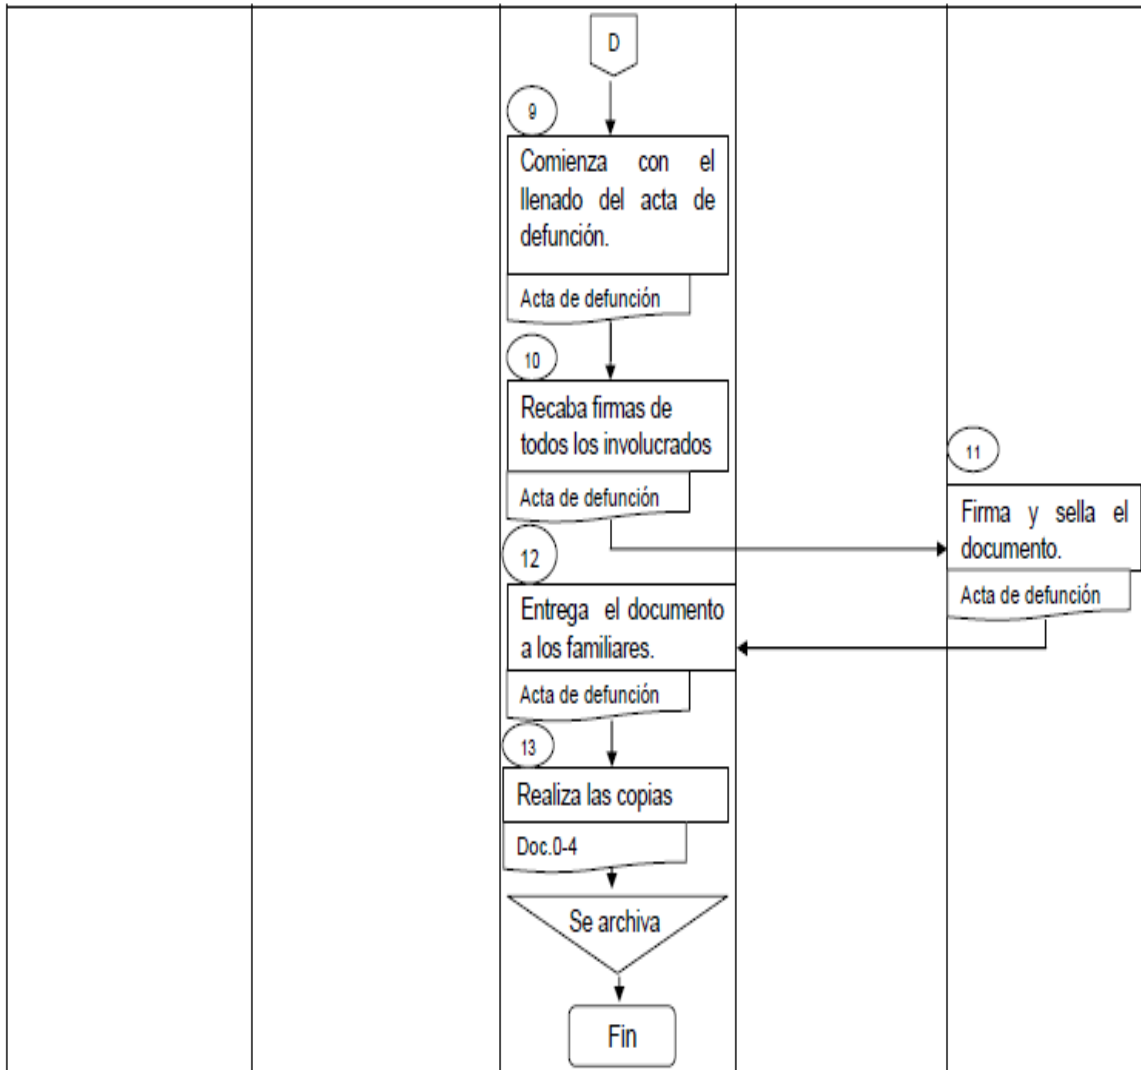 D
9
Comienza con el
llenado del acta de
defunción.
Acta de defunción
10
Recaba firmas de
todos los involucrados
Acta de defunción
11
Firma y sella el
documento.
Acta de defunción
12
Entrega el documento
a los familiares.
Acta de defunción
13
Realiza las copias
Doc.0-4
Se archiva
Fin